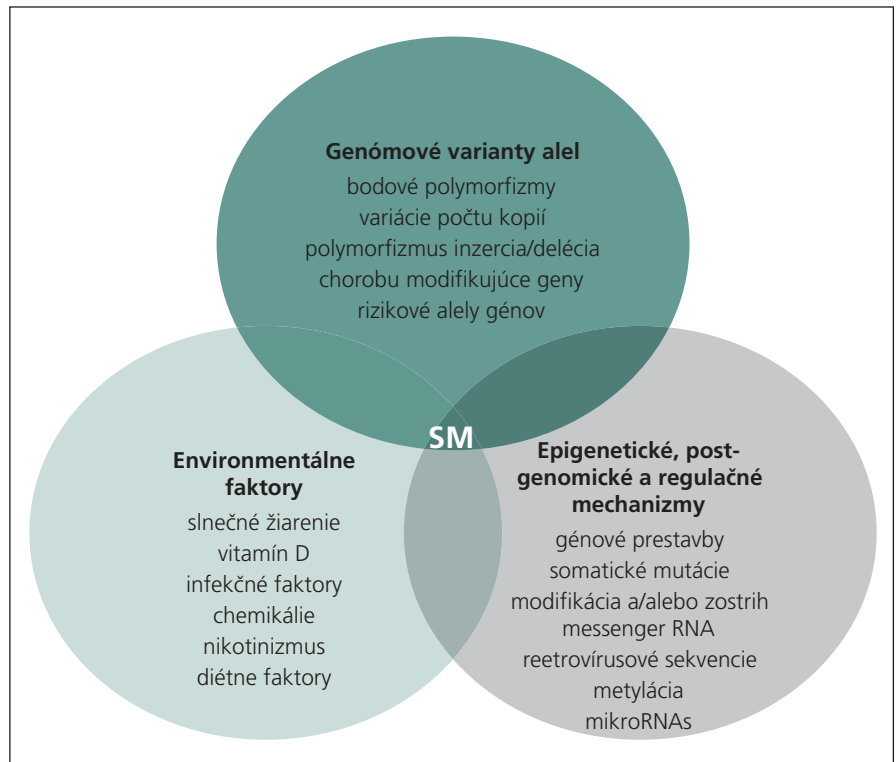 Genómové varianty alel
bodové polymorfizmy
variácie počtu kopií
polymorfizmus inzercia/delécia
chorobu modifikujúce geny
rizikové alely génov
SM
Environmentálne
faktory
slnečné žiarenie
vitamín D
infekčné faktory
chemikálie
nikotinizmus
diétne faktory
Epigenetické, post-
genomické a regulačné
mechanizmy
génové prestavby
somatické mutácie
modifikácia a/alebo zostrih
messenger RNA
reetrovírusové sekvencie
metylácia
mikroRNAs